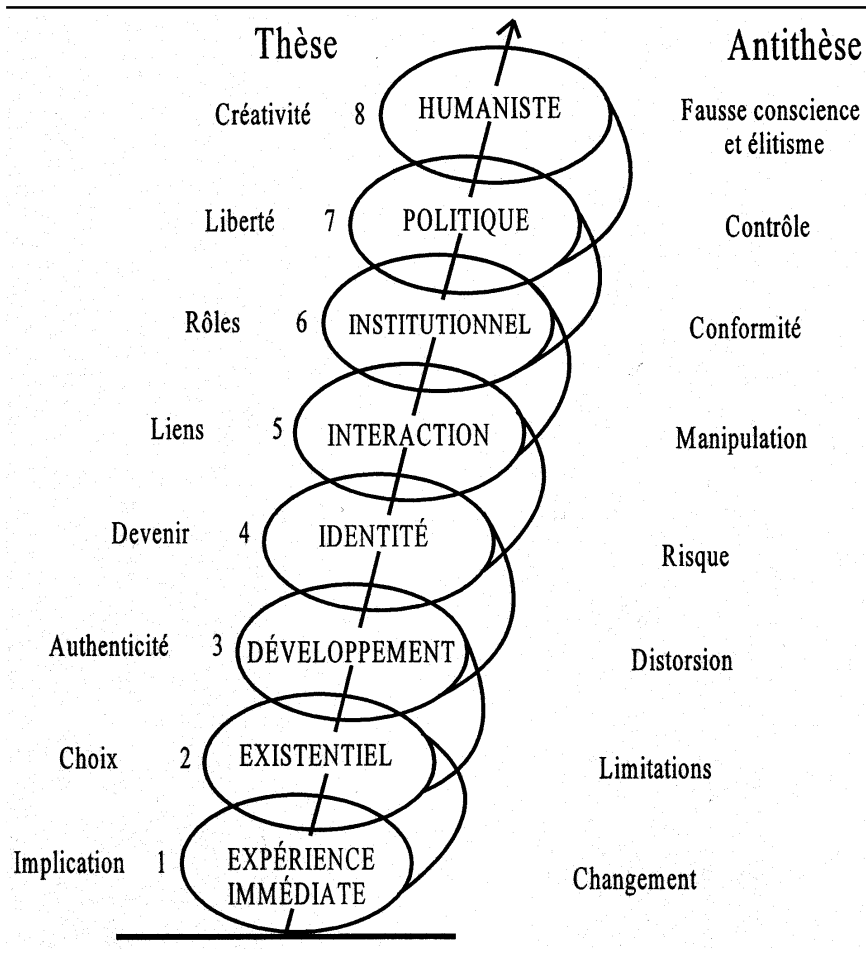 Thèse
Antithèse
Créativité 8 HUMANISTE Fausse conscience
et élitisme
Liberté 7 POLITIQUE Contrôle
Rôles 6 INSTITUTIONNEL Conformité
Liens 5 INTERACTION Manipulation
Devenir 4 IDENTITÉ Risque
Authenticité 3 DÉVELOPPEMENT Distorsion
Choix 2 EXISTENTIEL Limitations
Implication 1 EXPÉRIENCE
IMMÉDIATE Changement